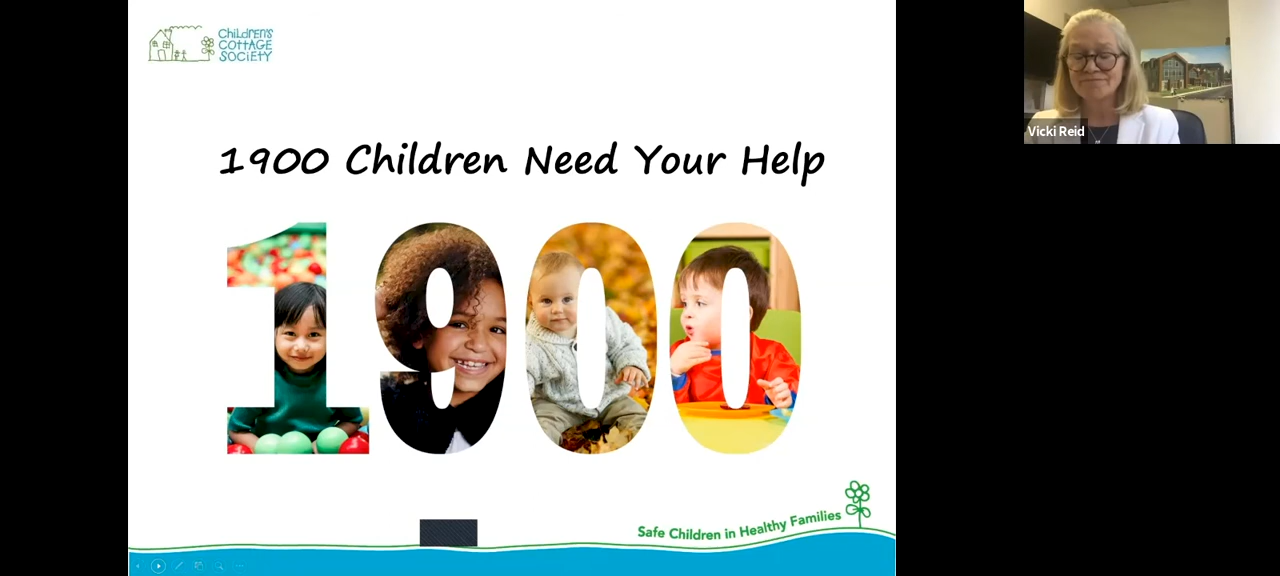 CHiLDREN'S
COTTAGE
SOCiETY
1900 Children Need Your Help
1900
Safe Children in Healthy Families
Vicki Reid